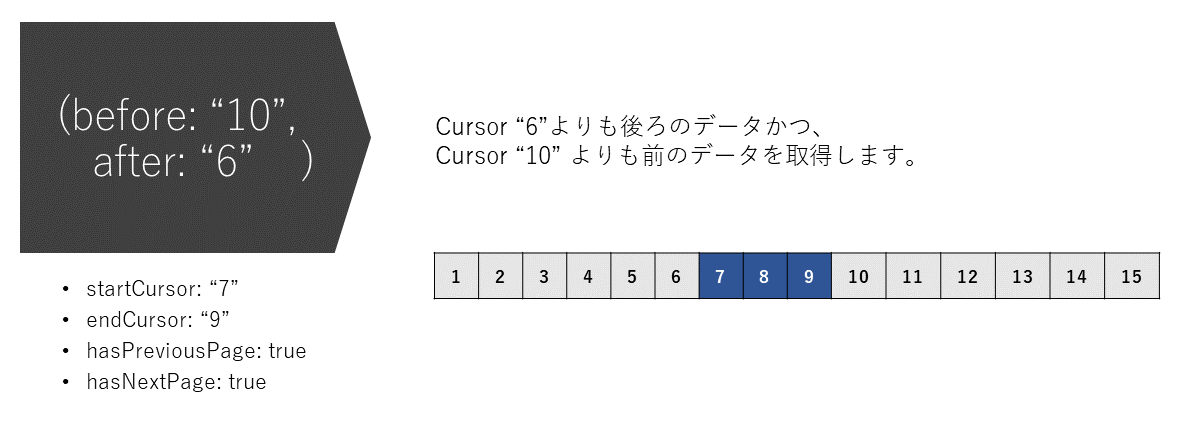 (before: “10”,
after: “6” )
Cursor “6”よりも後ろのデータかつ、
Cursor “10” よりも前のデータを取得します。
1 2 3 4 5 6 7 8 9 10 11 12 13 14 15
• startCursor: “7”
• endCursor: “9”
• hasPreviousPage: true
• hasNextPage: true